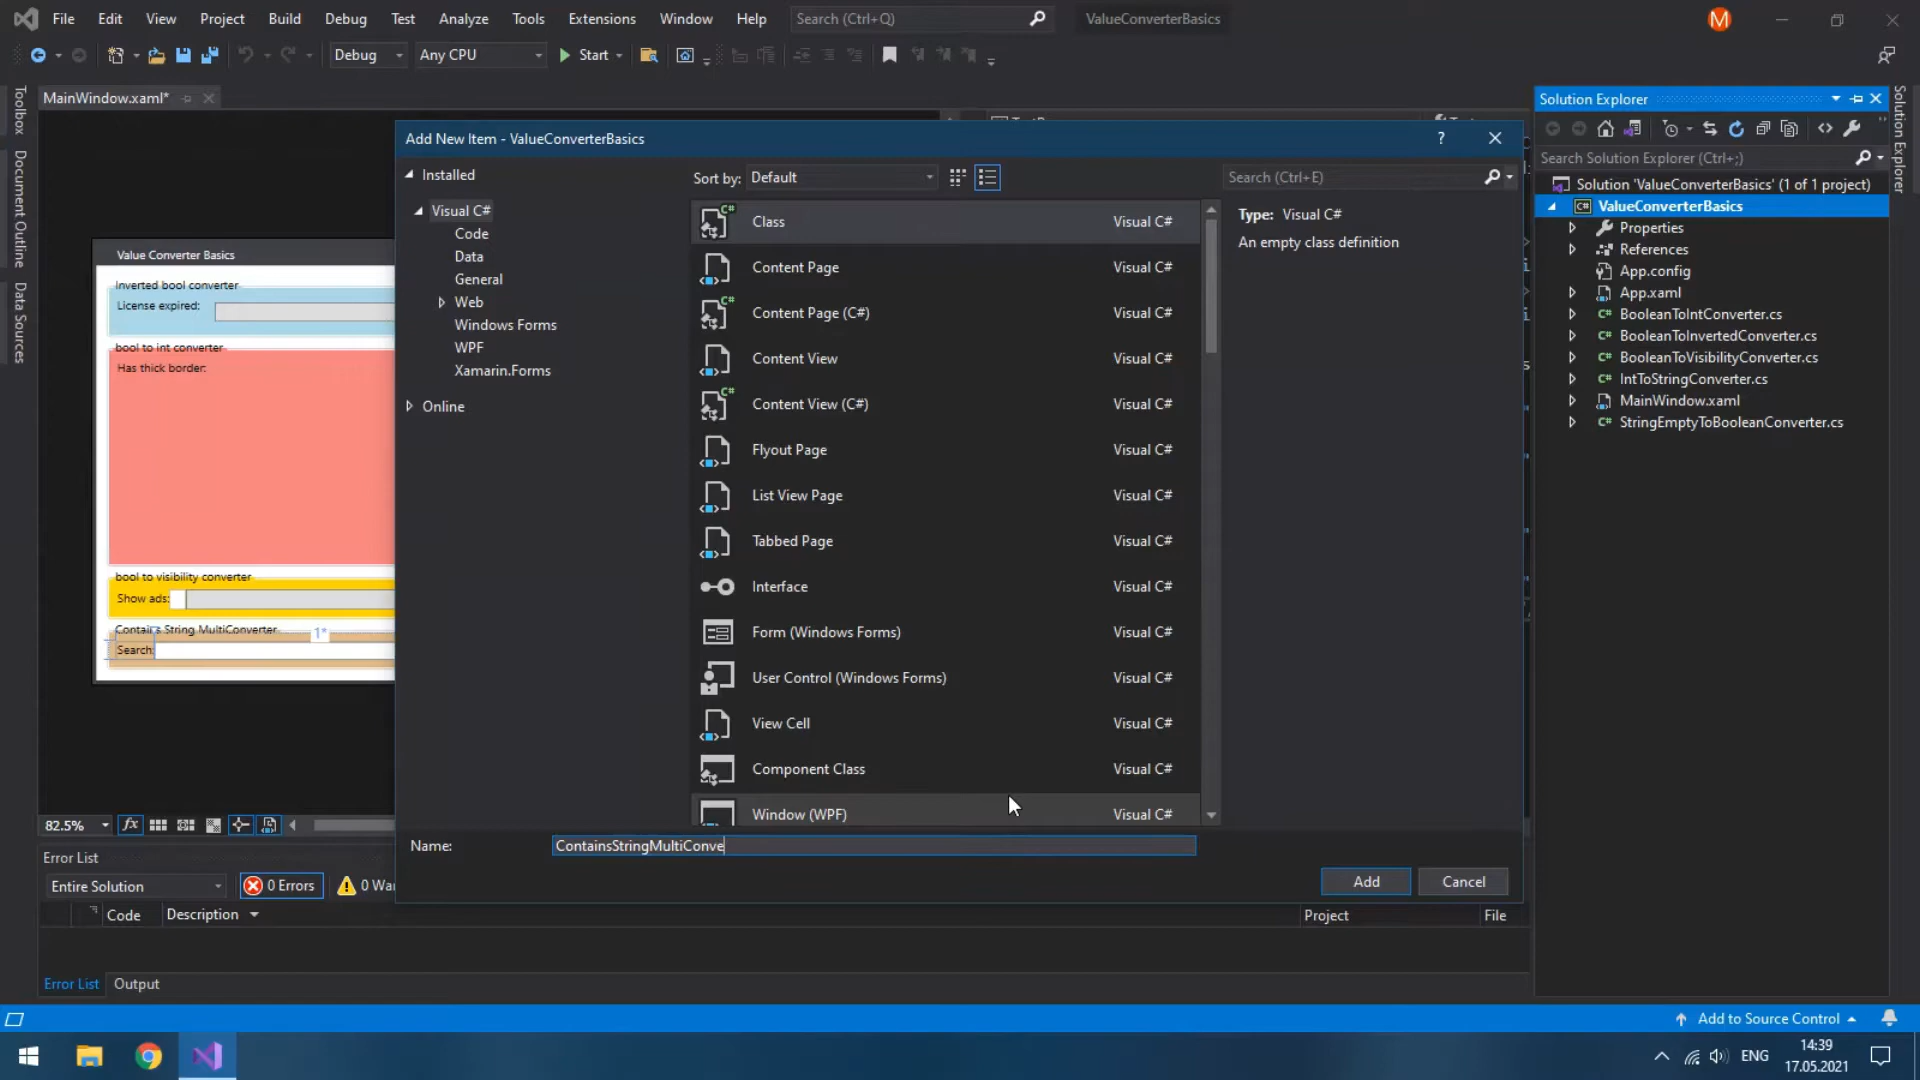 File Edit View Project Build Debug Test Analyze Tools Extensions Window Help Search (Ctrl+Q) ValueConverterBasics M
Debug Any CPU Start
MainWindow.xaml*
Toolbox
Document Outline
Data Sources
Value Converter Basics
Inverted bool converter
License expired:
bool to int converter
Has thick border:
bool to visibility converter
Show ads:
Contains String MultiConverter
1*
Search:
82.5%
fx
Add New Item - ValueConverterBasics
?
Installed
Visual C#
Code
Data
General
Web
Windows Forms
WPF
Xamarin.Forms
Online
Sort by: Default
Search (Ctrl+E)
Class Visual C#
Content Page Visual C#
Content Page (C#) Visual C#
Content View Visual C#
Content View (C#) Visual C#
Flyout Page Visual C#
List View Page Visual C#
Tabbed Page Visual C#
Interface Visual C#
Form (Windows Forms) Visual C#
User Control (Windows Forms) Visual C#
View Cell Visual C#
Component Class Visual C#
Window (WPF) Visual C#
Type: Visual C#
An empty class definition
Name: ContainsStringMultiConve
Add Cancel
Solution Explorer
Search Solution Explorer (Ctrl+;)
Solution 'ValueConverterBasics' (1 of 1 project)
C# ValueConverterBasics
Properties
References
App.config
App.xaml
C# BooleanToIntConverter.cs
C# BooleanToInvertedConverter.cs
C# BooleanToVisibilityConverter.cs
C# IntToStringConverter.cs
MainWindow.xaml
C# StringEmptyToBooleanConverter.cs
Solution Explorer
Error List
Entire Solution 0 Errors
Code Description Project File
Error List Output
Add to Source Control
ENG
14:39
17.05.2021